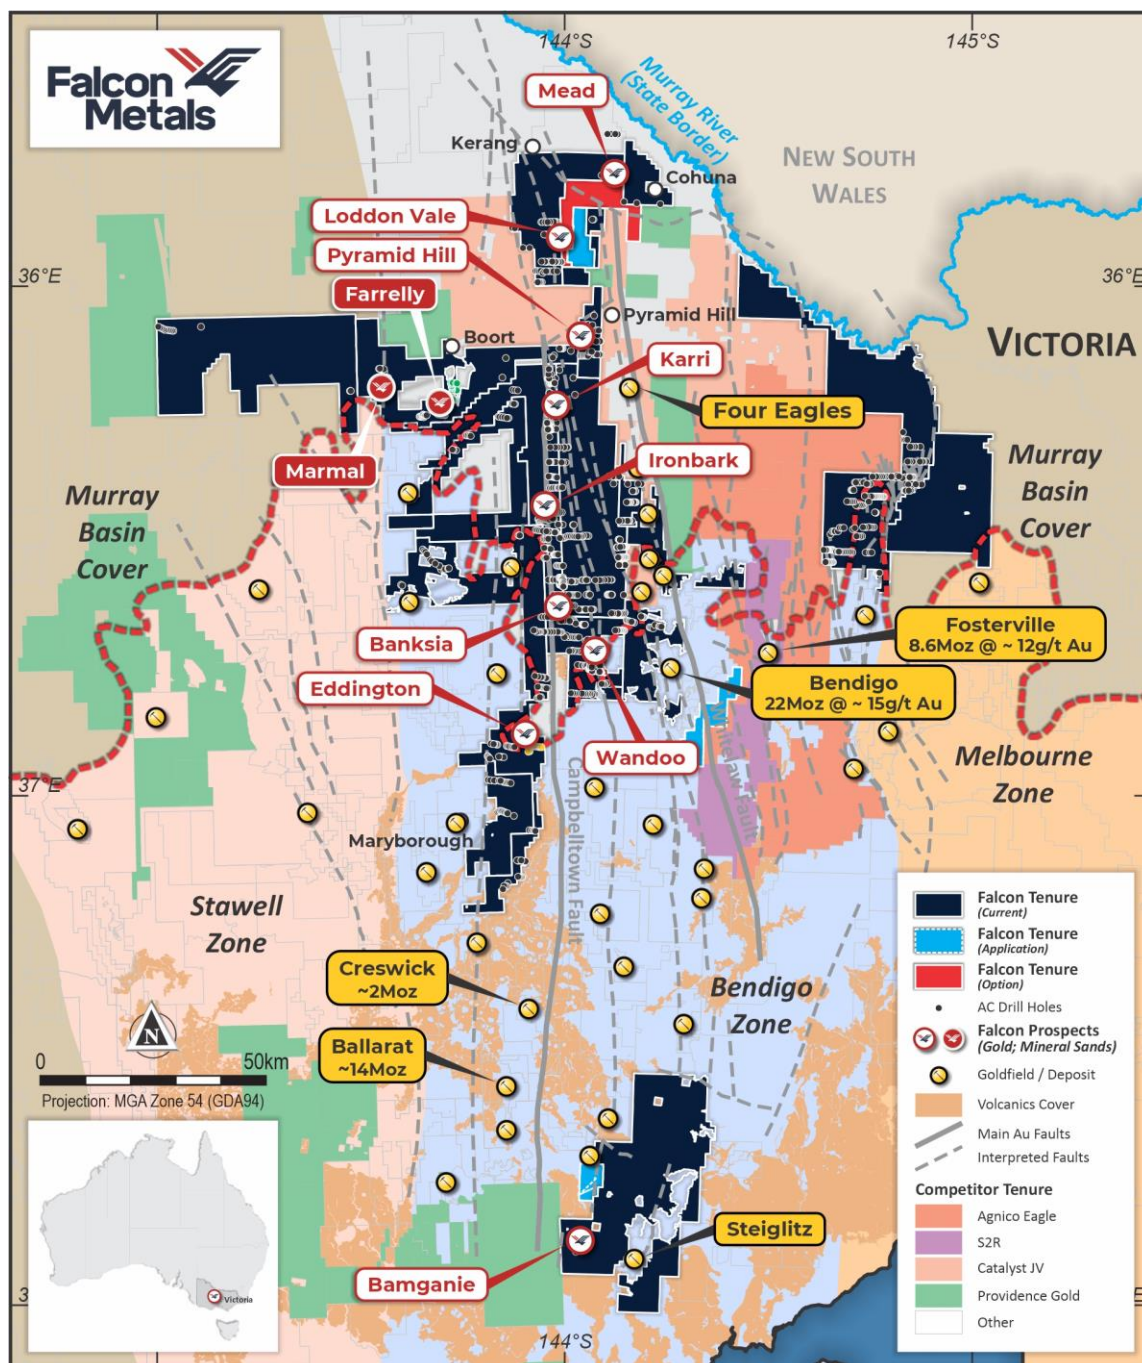 Falcon
Metals
144°S
145°S
Murray River
(State Border)
NEW SOUTH
WALES
Mead
Kerang
Cohuna
Loddon Vale
Pyramid Hill
36°E
36°E
Farrelly
Pyramid Hill
Boort
VICTORIA
Karri
Four Eagles
Marmal
Ironbark
Murray
Basin
Cover
Murray
Basin
Cover
Banksia
Fosterville
8.6Moz @ ~ 12g/t Au
Eddington
Bendigo
22Moz @ ~ 15g/t Au
Whitelaw Fault
Wandoo
Campbelltown Fault
Melbourne
Zone
37°E
Maryborough
Stawell
Zone
Creswick
~2Moz
Bendigo
Zone
Ballarat
~14Moz
N
0 50km
Projection: MGA Zone 54 (GDA94)
Victoria
Steiglitz
Bamganie
144°S
Falcon Tenure
(Current)
Falcon Tenure
(Application)
Falcon Tenure
(Option)
AC Drill Holes
Falcon Prospects
(Gold; Mineral Sands)
Goldfield / Deposit
Volcanics Cover
Main Au Faults
Interpreted Faults
Competitor Tenure
Agnico Eagle
S2R
Catalyst JV
Providence Gold
Other